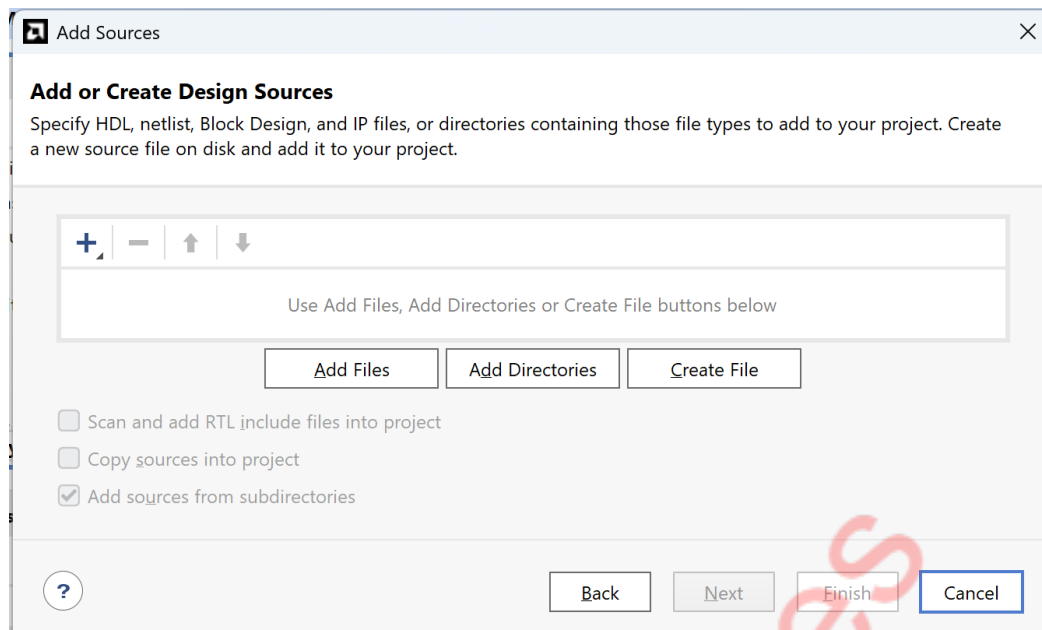 Add Sources
Add or Create Design Sources
Specify HDL, netlist, Block Design, and IP files, or directories containing those file types to add to your project. Create
a new source file on disk and add it to your project.
Use Add Files, Add Directories or Create File buttons below
Add Files
Add Directories
Create File
Scan and add RTL include files into project
Copy sources into project
Add sources from subdirectories
?
Back
Next
Finish
Cancel